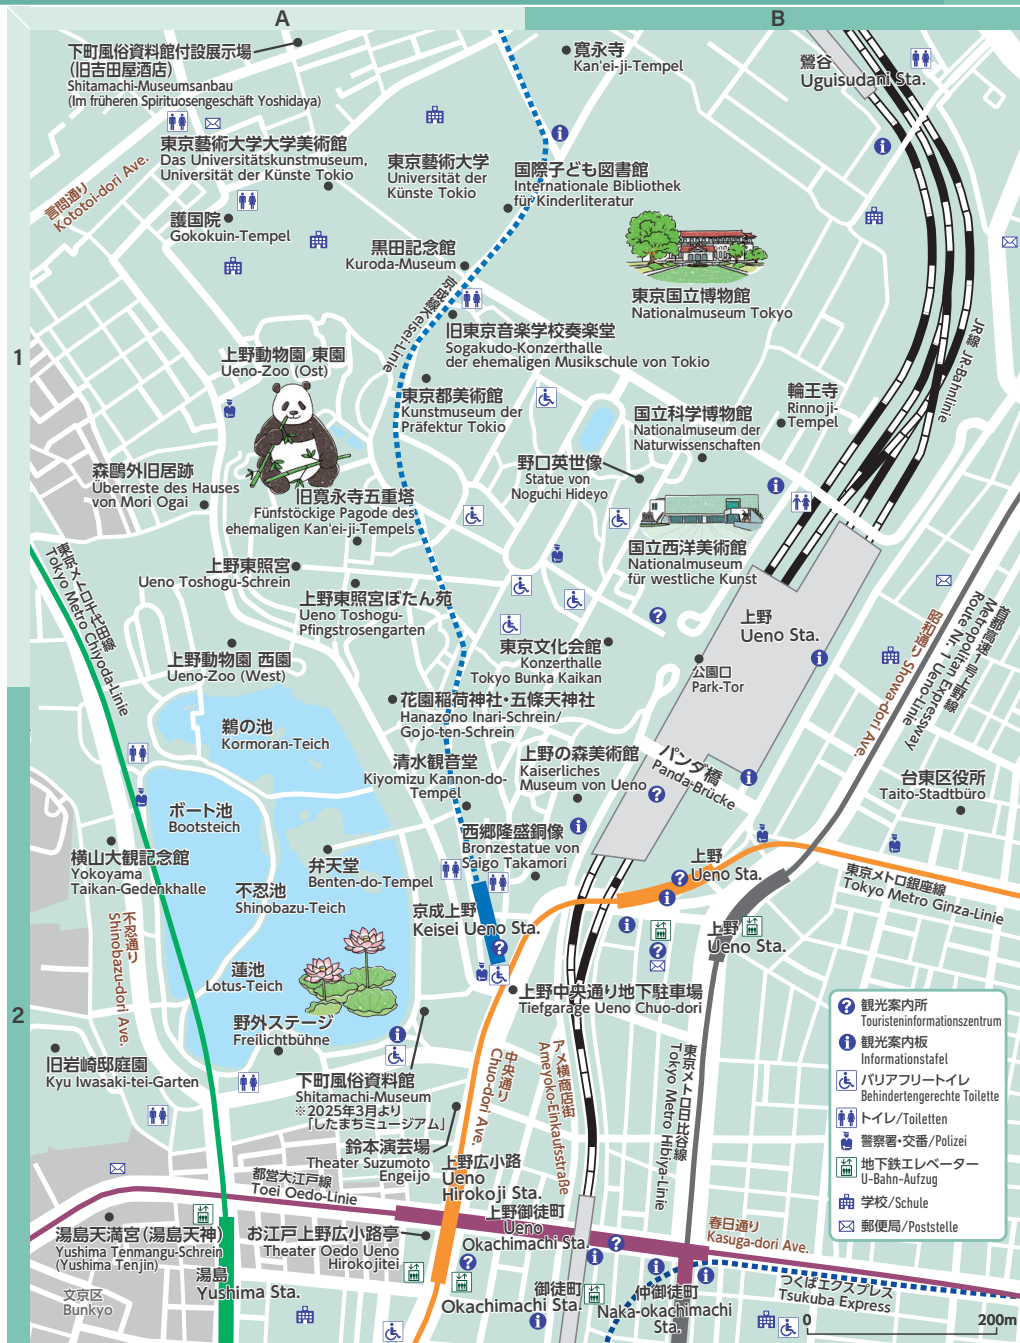 A
B
1
2
下町風俗資料館付設展示場
(旧吉田屋酒店)
Shitamachi-Museumsanbau
(Im früheren Spirituosengeschäft Yoshidaya)
寛永寺
Kan'ei-ji-Tempel
鶯谷
Uguisudani Sta.
東京藝術大学大学美術館
Das Universitätskunstmuseum,
Universität der Künste Tokio
東京藝術大学
Universität der
Künste Tokio
国際子ども図書館
Internationale Bibliothek
für Kinderliteratur
言問通り
Kototoi-dori Ave.
護国院
Gokokuin-Tempel
黒田記念館
Kuroda-Museum
京成線 Keisei-Linie
東京国立博物館
Nationalmuseum Tokyo
旧東京音楽学校奏楽堂
Sogakudo-Konzerthalle
der ehemaligen Musikschule von Tokio
JR線 JR-Bahnlinie
上野動物園 東園
Ueno-Zoo (Ost)
東京都美術館
Kunstmuseum der
Präfektur Tokio
輪王寺
Rinnoji-
Tempel
国立科学博物館
Nationalmuseum der
Naturwissenschaften
野口英世像
Statue von
Noguchi Hideyo
森鷗外旧居跡
Überreste des Hauses
von Mori Ogai
旧寛永寺五重塔
Fünfstöckige Pagode des
ehemaligen Kan'ei-ji-Tempels
国立西洋美術館
Nationalmuseum
für westliche Kunst
東京メトロ千代田線
Tokyo Metro Chiyoda-Linie
上野東照宮
Ueno Toshogu-Schrein
上野東照宮ぼたん苑
Ueno Toshogu-
Pfingstrosengarten
上野
Ueno Sta.
首都高速1号上野線
Metropolitan Expressway
Route Nr. 1 Ueno-Linie
昭和通り Showa-dori Ave.
上野動物園 西園
Ueno-Zoo (West)
東京文化会館
Konzerthalle
Tokyo Bunka Kaikan
公園口
Park-Tor
花園稲荷神社・五條天神社
Hanazono Inari-Schrein/
Gojo-ten-Schrein
鵜の池
Kormoran-Teich
清水観音堂
Kiyomizu Kannon-do-
Tempel
上野の森美術館
Kaiserliches
Museum von Ueno
パンダ橋
Panda-Brücke
台東区役所
Taito-Stadtbüro
ボート池
Bootsteich
西郷隆盛銅像
Bronzestatue von
Saigo Takamori
横山大観記念館
Yokoyama
Taikan-Gedenkhalle
弁天堂
Benten-do-Tempel
上野
Ueno Sta.
東京メトロ銀座線
Tokyo Metro Ginza-Linie
不忍池
Shinobazu-Teich
京成上野
Keisei Ueno Sta.
上野
Ueno Sta.
不忍通り
Shinobazu-dori Ave.
蓮池
Lotus-Teich
上野中央通り地下駐車場
Tiefgarage Ueno Chuo-dori
野外ステージ
Freilichtbühne
旧岩崎邸庭園
Kyu Iwasaki-tei-Garten
中央通り
Chuo-dori Ave.
アメ横商店街
Ameyoko-Einkaufsstraße
東京メトロ日比谷線
Tokyo Metro Hibiya-Linie
下町風俗資料館
Shitamachi-Museum
※2025年3月より
「したまちミュージアム」
鈴本演芸場
Theater Suzumoto
Engeijo
上野広小路
Ueno
Hirokoji Sta.
都営大江戸線
Toei Oedo-Linie
上野御徒町
Ueno
Okachimachi Sta.
春日通り
Kasuga-dori Ave.
湯島天満宮(湯島天神)
Yushima Tenmangu-Schrein
(Yushima Tenjin)
お江戸上野広小路亭
Theater Oedo Ueno
Hirokojitei
湯島
Yushima Sta.
文京区
Bunkyo
御徒町
Okachimachi Sta.
仲御徒町
Naka-okachimachi
Sta.
つくばエクスプレス
Tsukuba Express
観光案内所
Touristeninformationszentrum
観光案内板
Informationstafel
バリアフリートイレ
Behindertengerechte Toilette
トイレ/Toiletten
警察署・交番/Polizei
地下鉄エレベーター
U-Bahn-Aufzug
学校/Schule
郵便局/Poststelle
0 200m